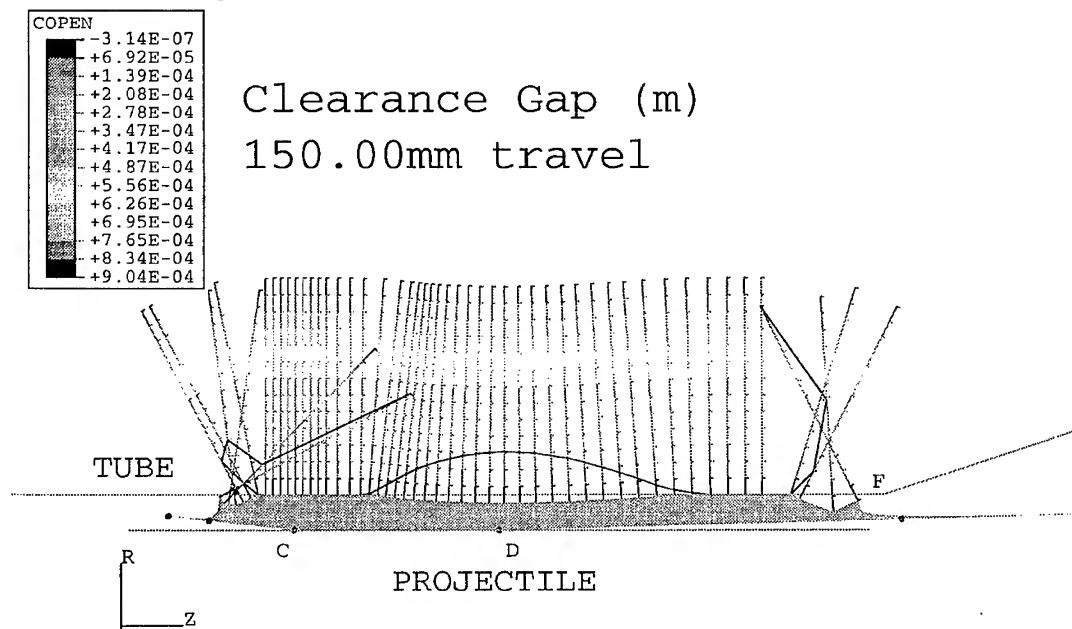 COPEN
-3.14E-07
+6.92E-05
+1.39E-04
+2.08E-04
+2.78E-04
+3.47E-04
+4.17E-04
+4.87E-04
+5.56E-04
+6.26E-04
+6.95E-04
+7.65E-04
+8.34E-04
+9.04E-04
Clearance Gap (m)
150.00mm travel
TUBE
F
C
D
R
PROJECTILE
Z